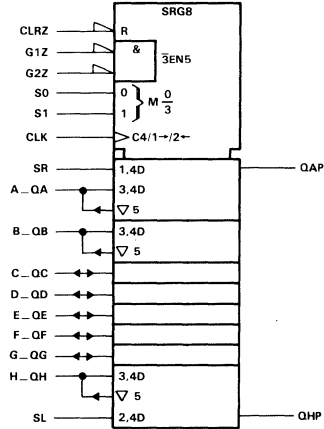 SRG8
CLRZ R
G1Z &
G2Z 3̅EN5
S0 0 } M 0/3
S1 1
CLK C4/1→/2←
SR 1,4D QAP
A_QA 3,4D
▽ 5
B_QB 3,4D
▽ 5
C_QC
D_QD
E_QE
F_QF
G_QG
H_QH 3,4D
▽ 5
SL 2,4D QHP